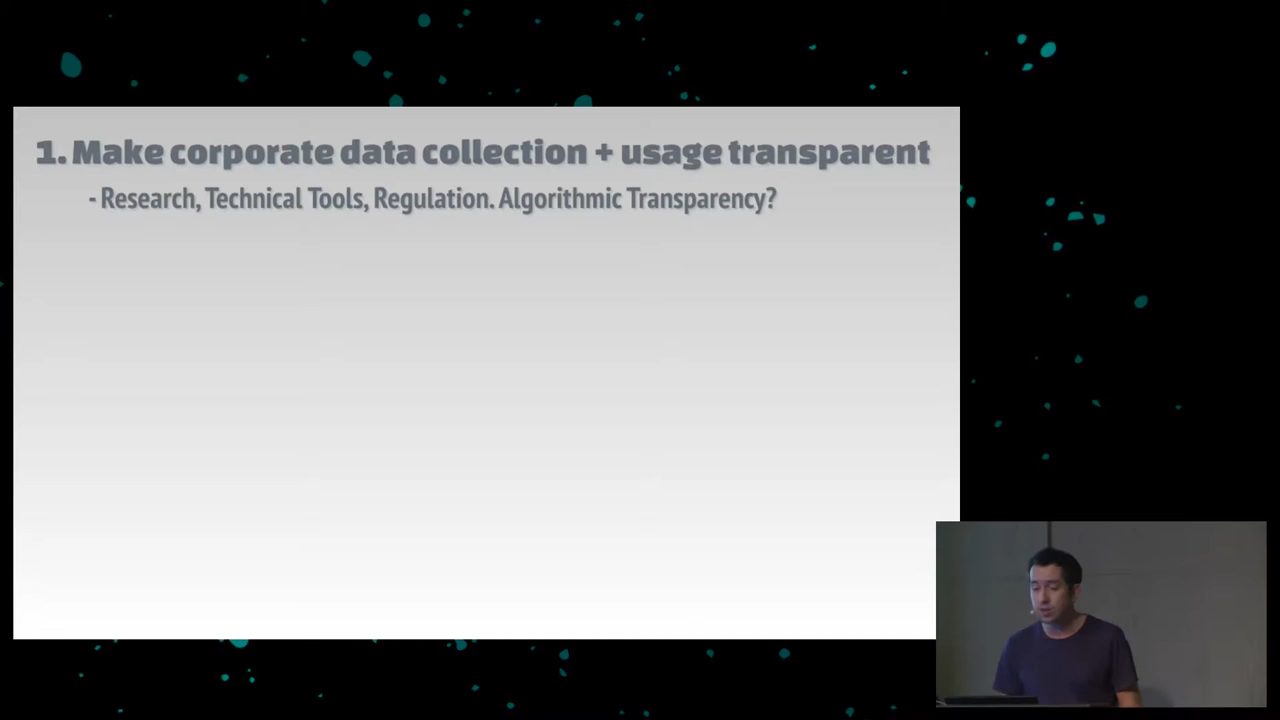 1. Make corporate data collection + usage transparent
- Research, Technical Tools, Regulation. Algorithmic Transparency?